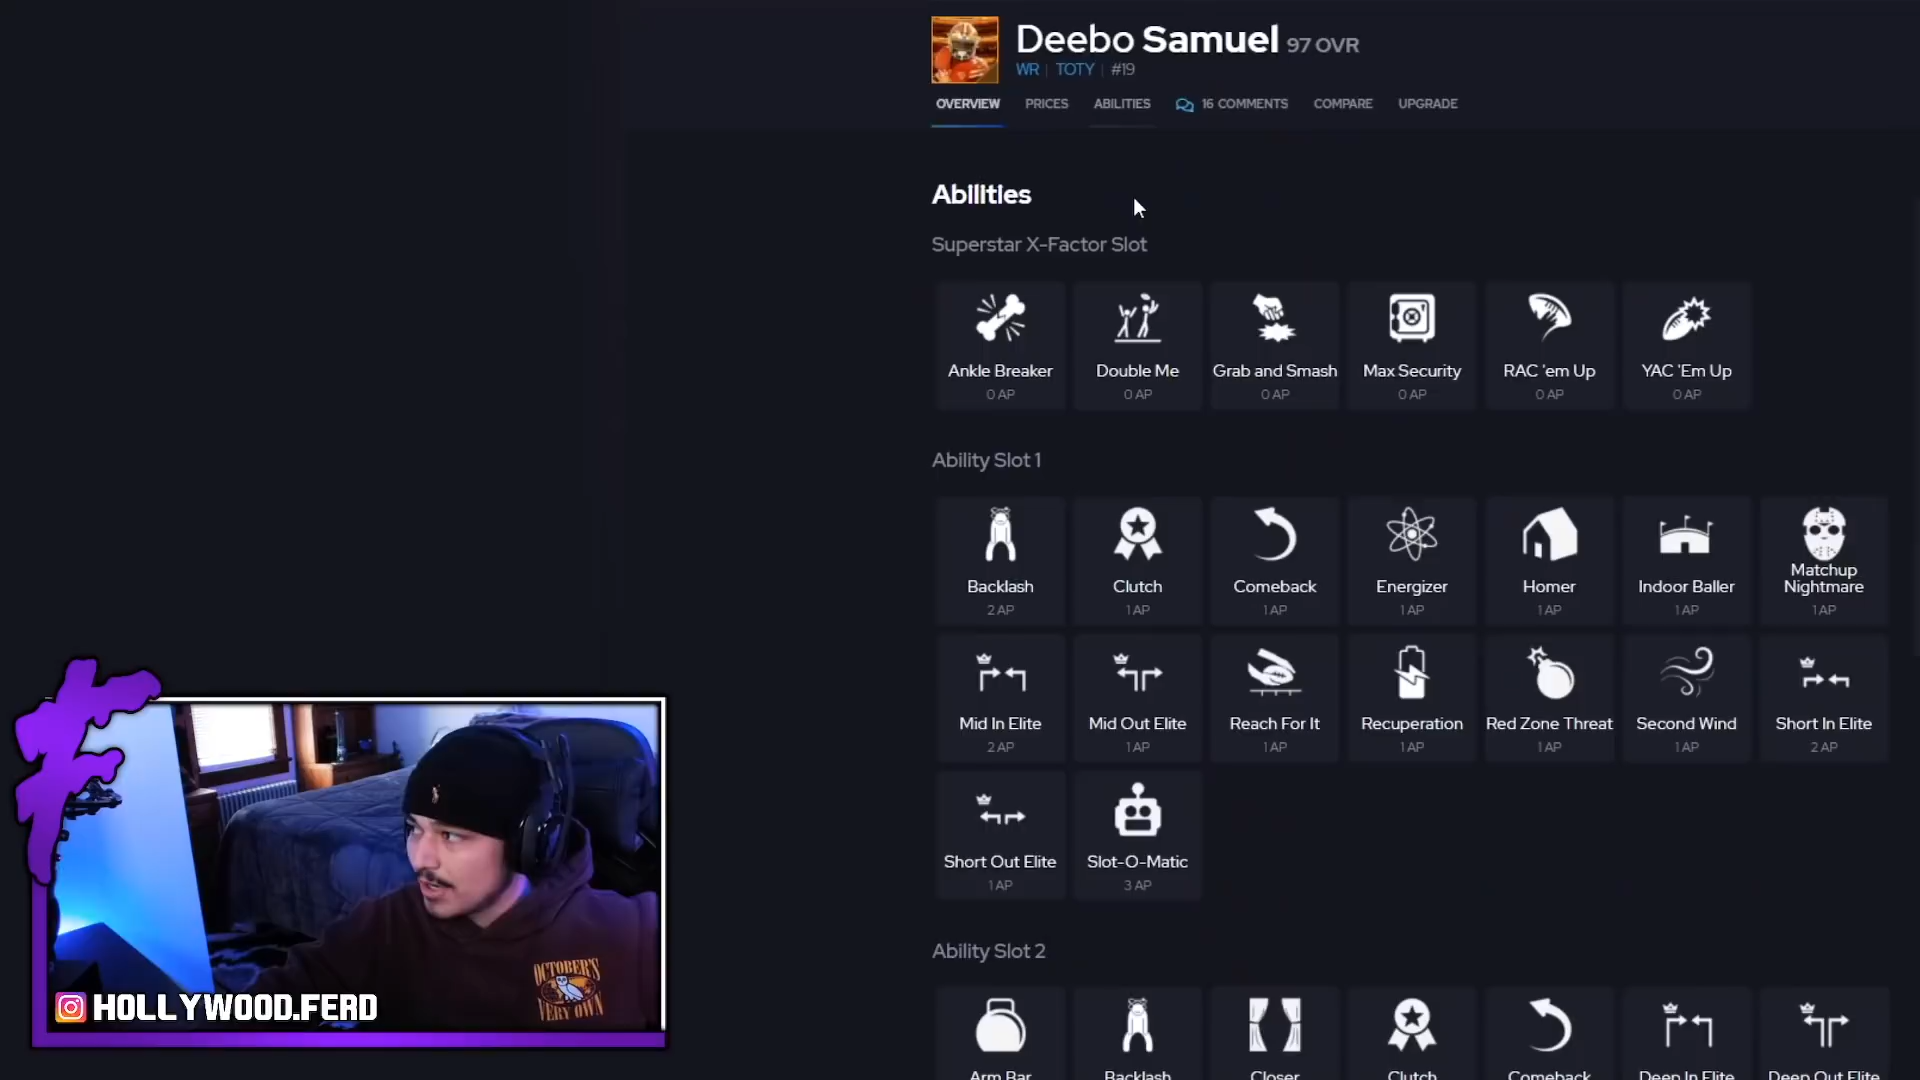 Deebo Samuel 97 OVR
WR | TOTY | #19
OVERVIEW PRICES ABILITIES 16 COMMENTS COMPARE UPGRADE
Abilities
Superstar X-Factor Slot
Ankle Breaker Double Me Grab and Smash Max Security RAC 'em Up YAC 'Em Up
0 AP 0 AP 0 AP 0 AP 0 AP 0 AP
Ability Slot 1
Backlash Clutch Comeback Energizer Homer Indoor Baller Matchup Nightmare
2 AP 1 AP 1 AP 1 AP 1 AP 1 AP 1 AP
Mid In Elite Mid Out Elite Reach For It Recuperation Red Zone Threat Second Wind Short In Elite
2 AP 1 AP 1 AP 1 AP 1 AP 1 AP 2 AP
Short Out Elite Slot-O-Matic
1 AP 3 AP
Ability Slot 2
Arm Bar Backlash Closer Clutch Comeback Deep In Elite Deep Out Elite
OCTOBER'S
VERY OWN
HOLLYWOOD.FERD